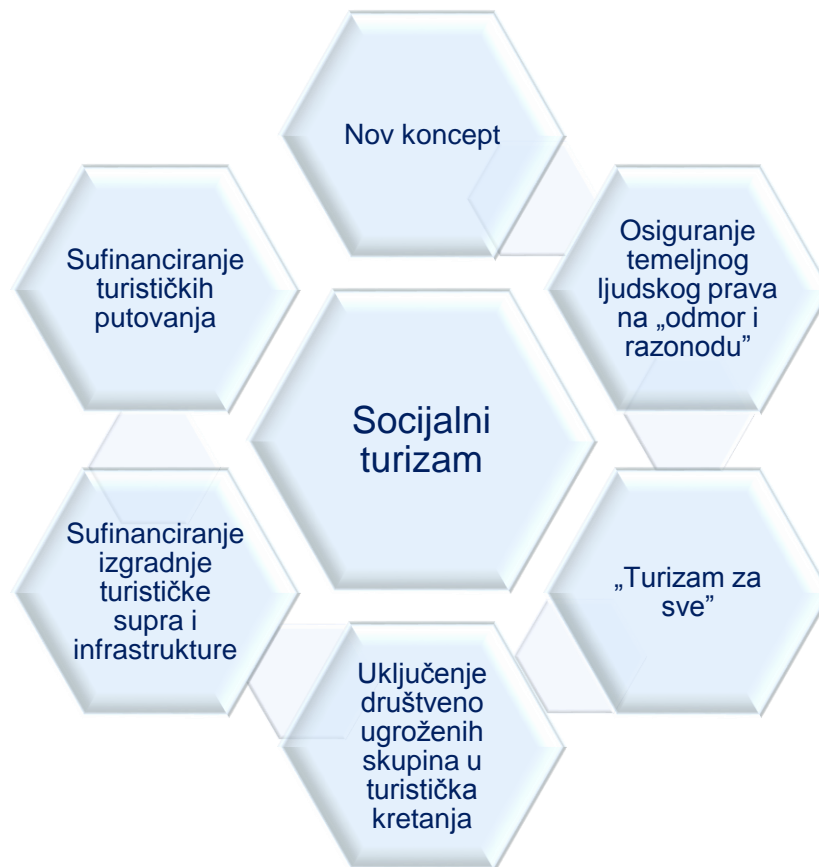 Nov koncept
Osiguranje
temeljnog
ljudskog prava
na „odmor i
razonodu”
„Turizam za
sve”
Uključenje
društveno
ugroženih
skupina u
turistička
kretanja
Sufinanciranje
izgradnje
turističke
supra i
infrastrukture
Sufinanciranje
turističkih
putovanja
Socijalni
turizam